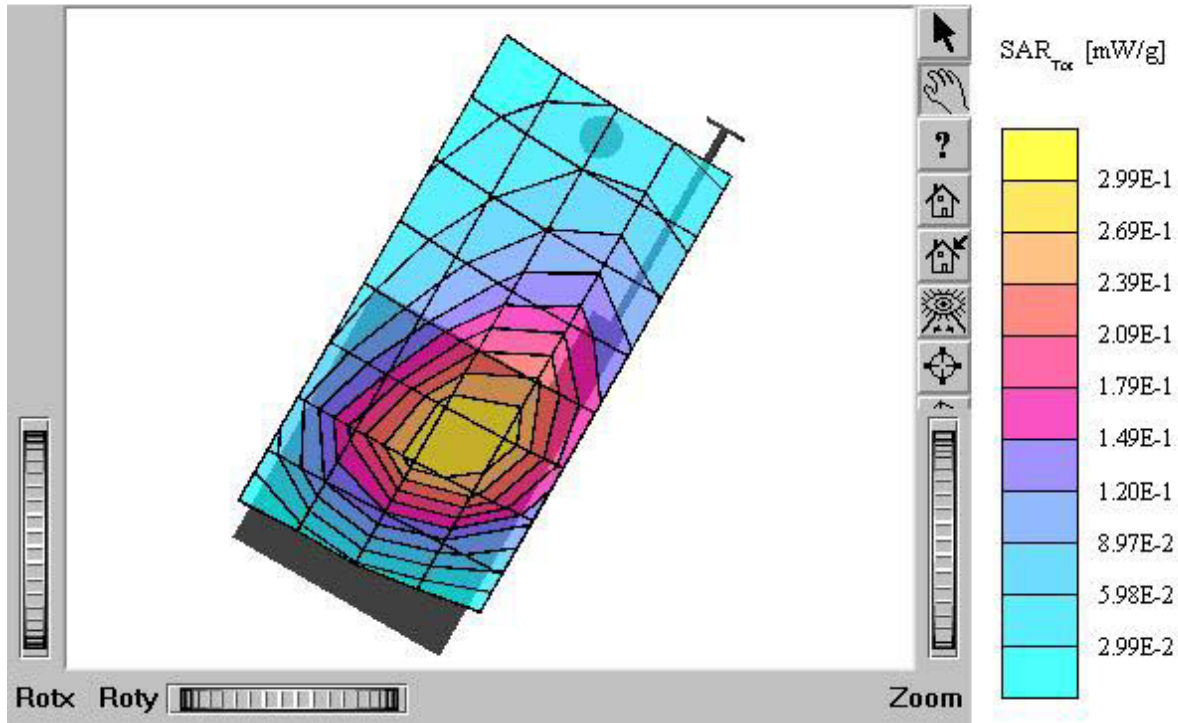 SAR_Tot [mW/g]
?
2.99E-1
2.69E-1
2.39E-1
2.09E-1
1.79E-1
1.49E-1
1.20E-1
8.97E-2
5.98E-2
2.99E-2
Rotx Roty Zoom